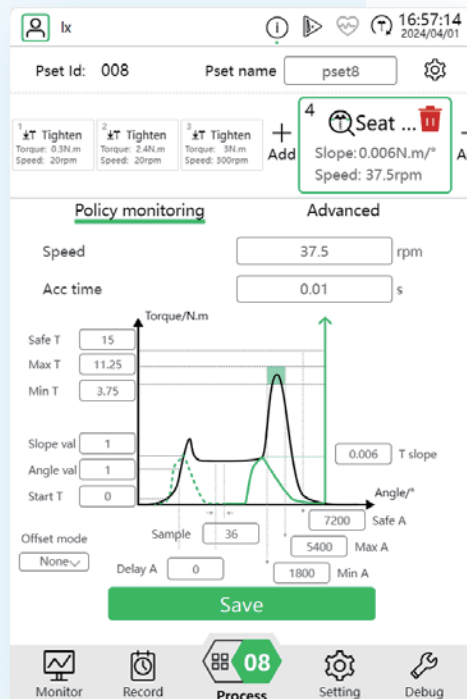 lx
16:57:14
2024/04/01
Pset Id: 008
Pset name
pset8
1
Tighten
Torque: 0.3N.m
Speed: 20rpm
2
Tighten
Torque: 2.4N.m
Speed: 20rpm
3
Tighten
Torque: 3N.m
Speed: 300rpm
Add
4
Seat ...
Slope:0.006N.m/°
Speed: 37.5rpm
Policy monitoring
Advanced
Speed
37.5
rpm
Acc time
0.01
s
Torque/N.m
Safe T
15
Max T
11.25
Min T
3.75
Slope val
1
0.006
T slope
Angle val
1
Start T
0
Angle/°
7200
Safe A
Sample
36
Offset mode
5400
Max A
None
Delay A
0
1800
Min A
Save
Monitor
Record
08
Process
Setting
Debug